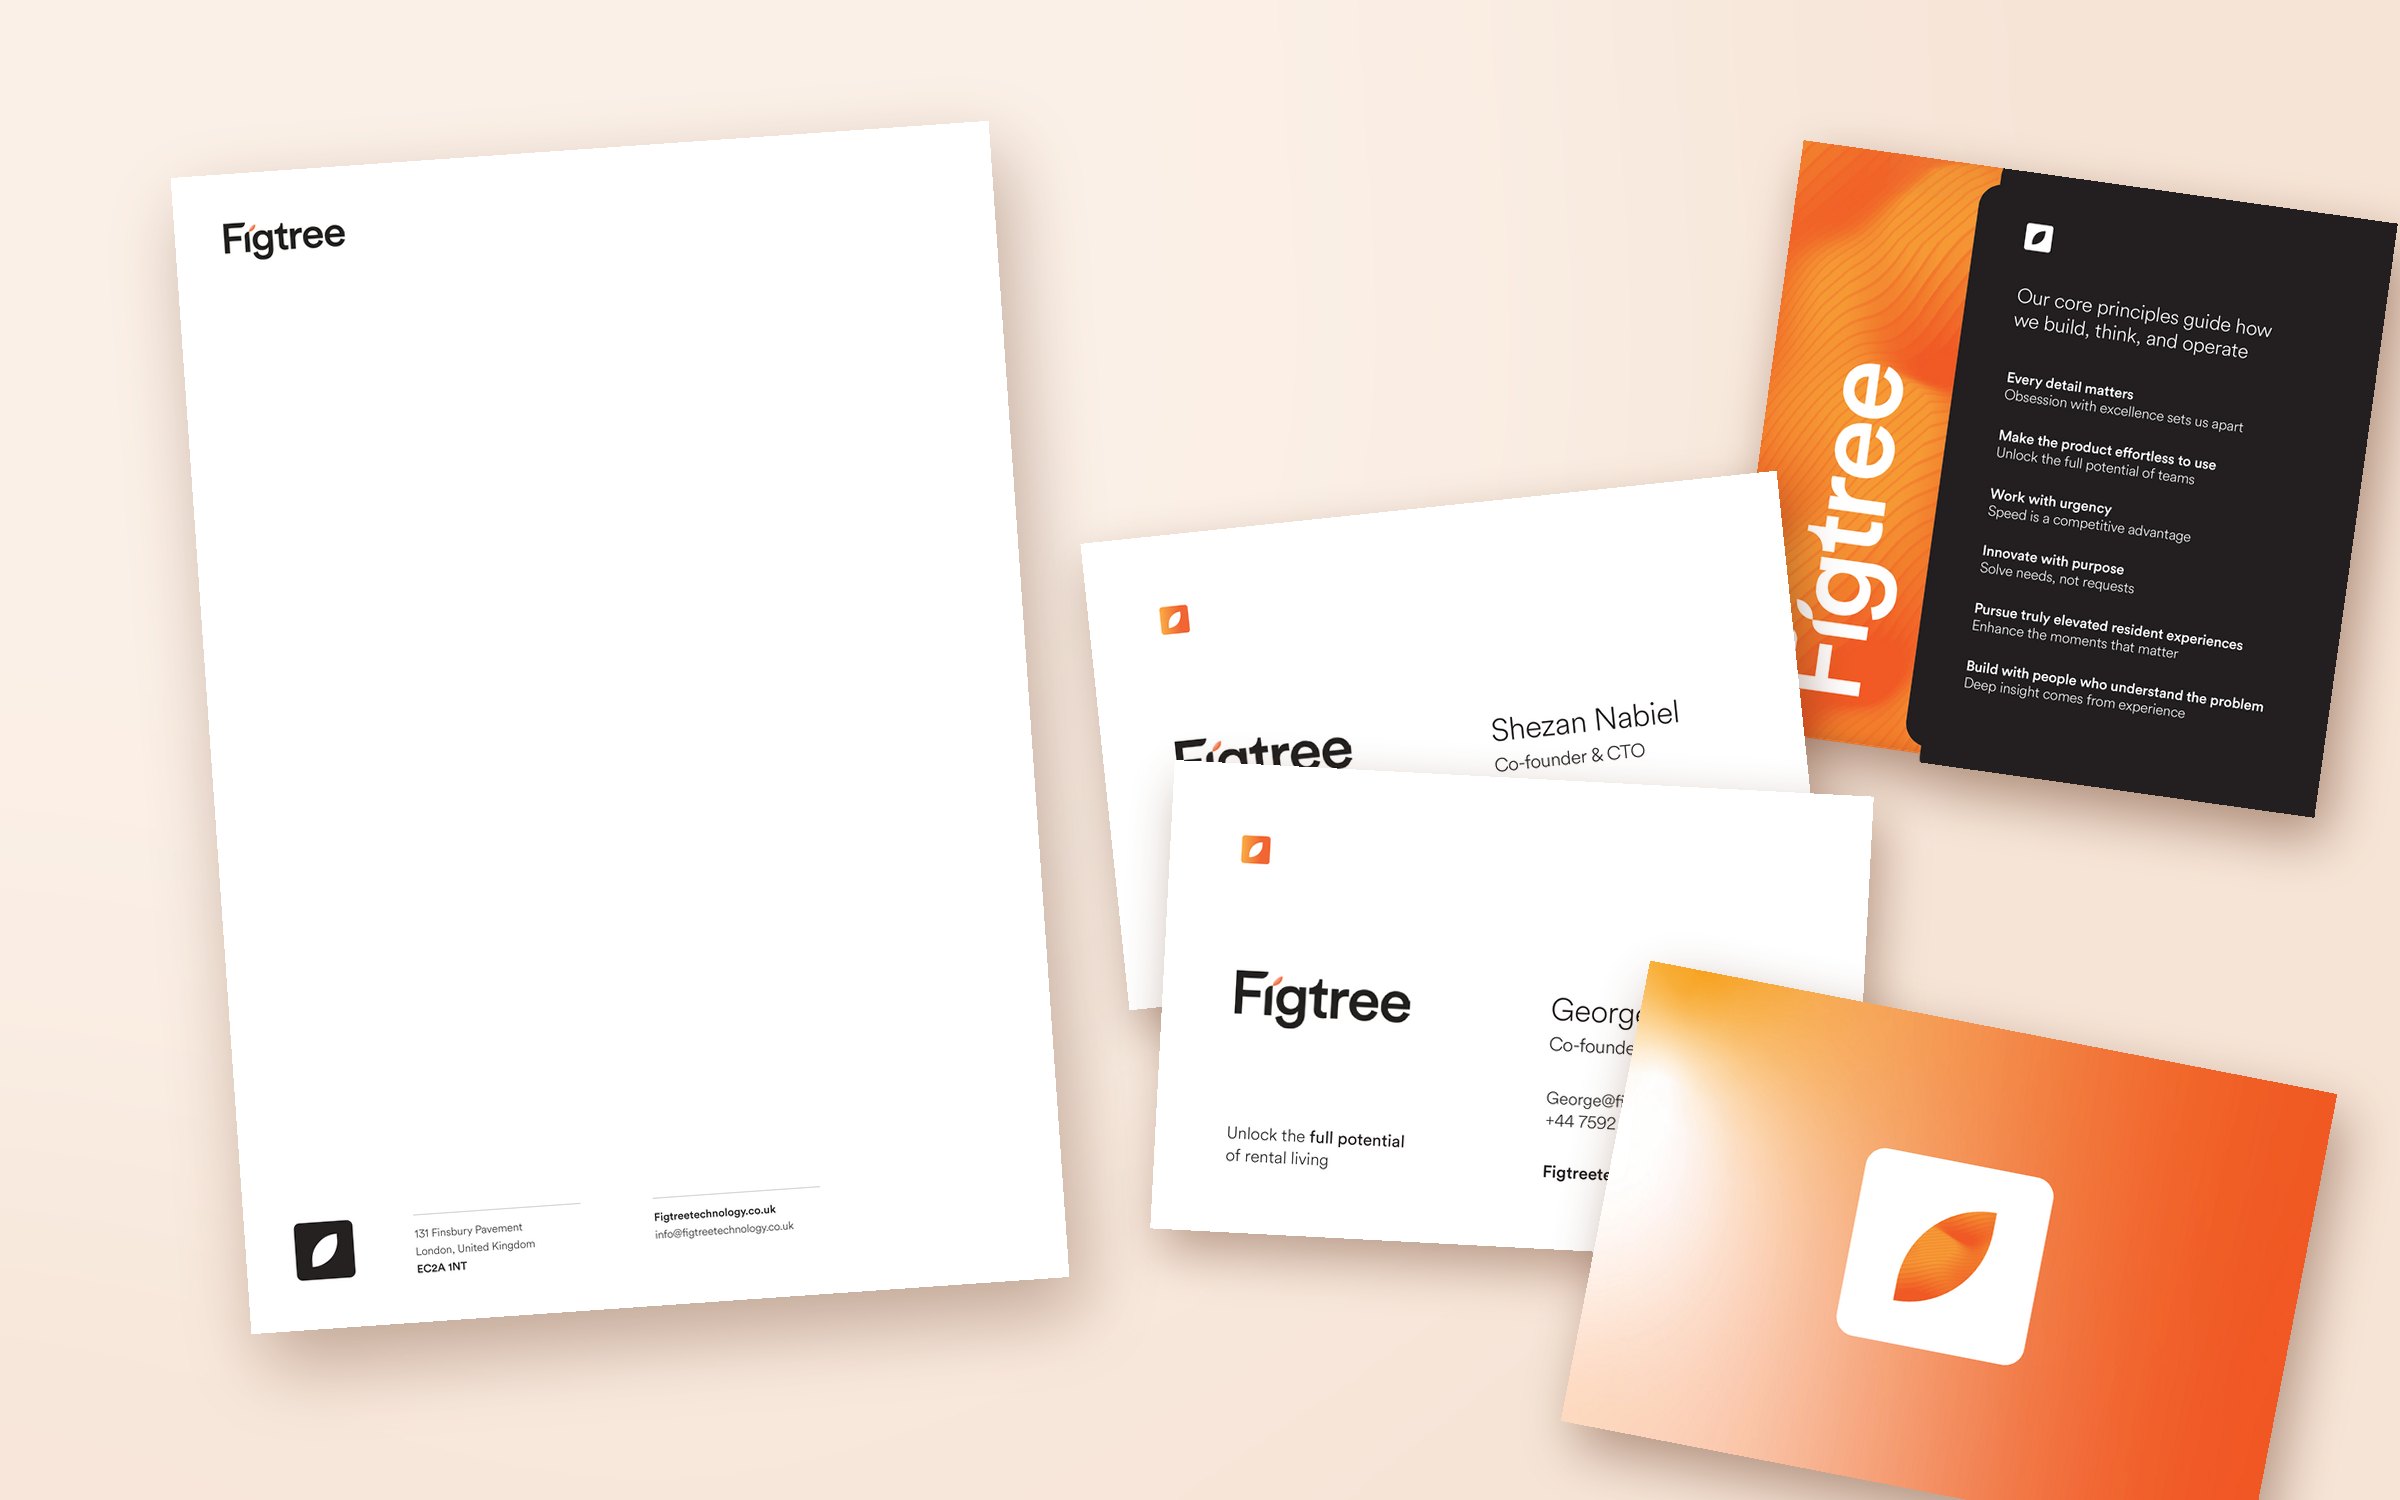 Figtree
131 Finsbury Pavement
London, United Kingdom
EC2A 1NT
Figtreetechnology.co.uk
info@figtreetechnology.co.uk
Figtree
Shezan Nabiel
Co-founder & CTO
Figtree
Unlock the full potential
of rental living
George
+44 7592
Figtree
Our core principles guide how
we build, think, and operate
Every detail matters
Obsession with excellence sets us apart
Make the product effortless to use
Unlock the full potential of teams
Work with urgency
Speed is a competitive advantage
Innovate with purpose
Solve needs, not requests
Pursue truly elevated resident experiences
Enhance the moments that matter
Build with people who understand the problem
Deep insight comes from experience